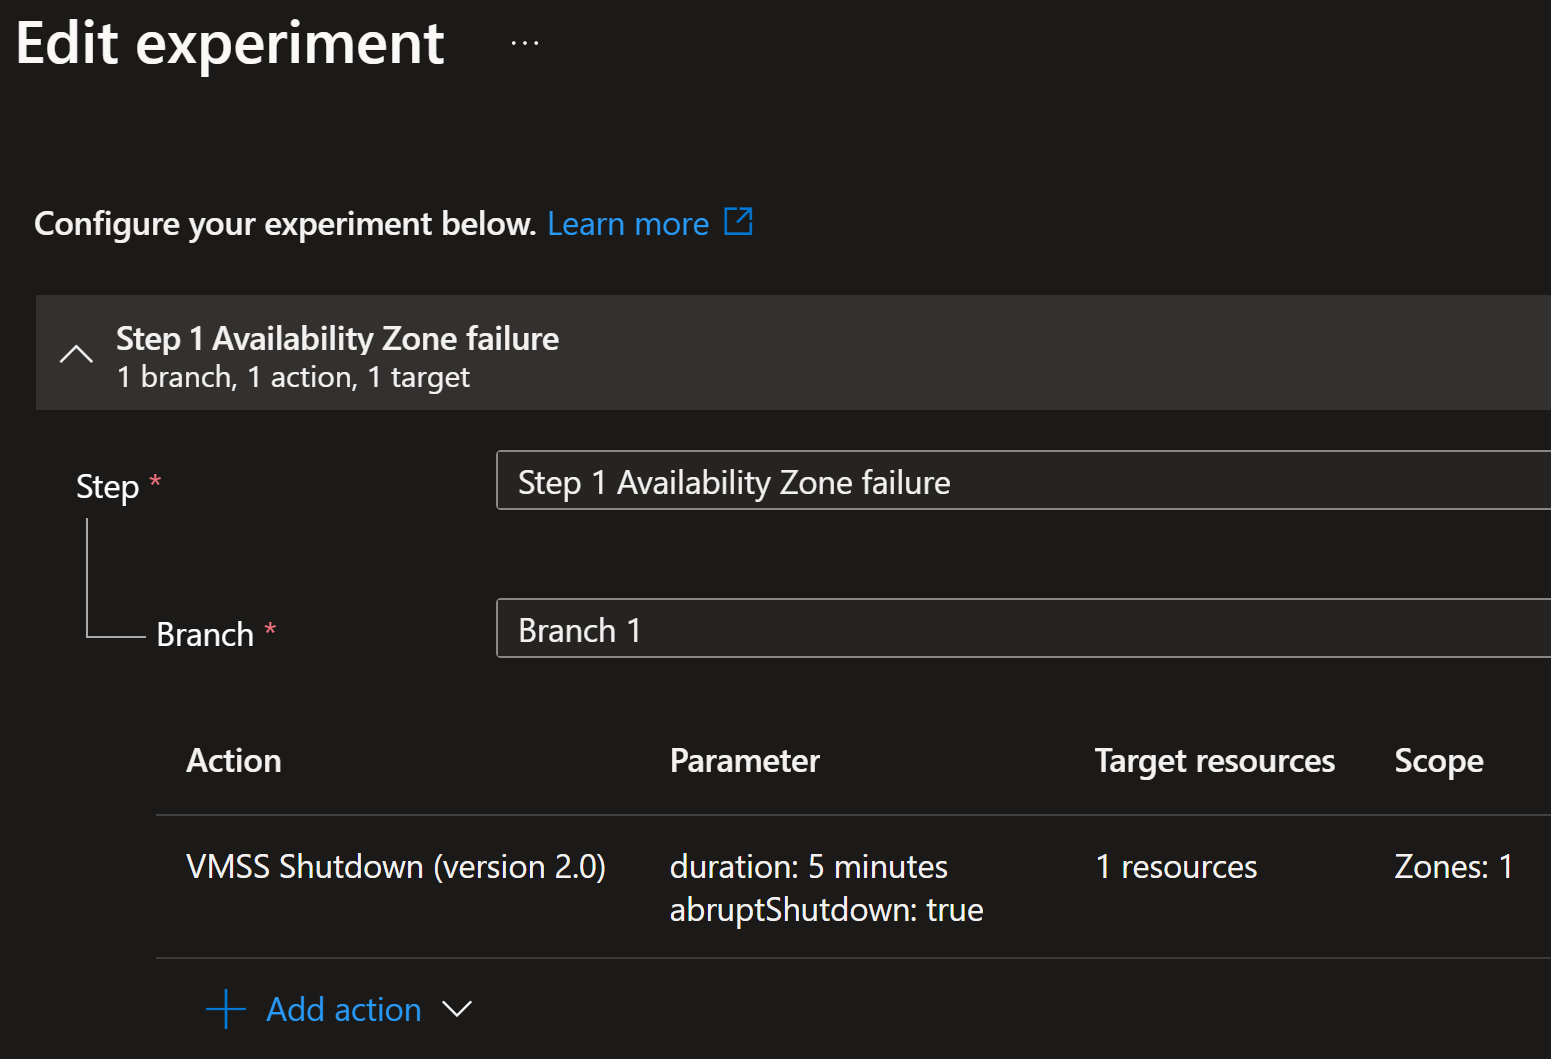 Edit experiment ...
Configure your experiment below. Learn more
Step 1 Availability Zone failure
1 branch, 1 action, 1 target
Step * Step 1 Availability Zone failure
Branch * Branch 1
Action Parameter Target resources Scope
VMSS Shutdown (version 2.0) duration: 5 minutes 1 resources Zones: 1
abruptShutdown: true
Add action